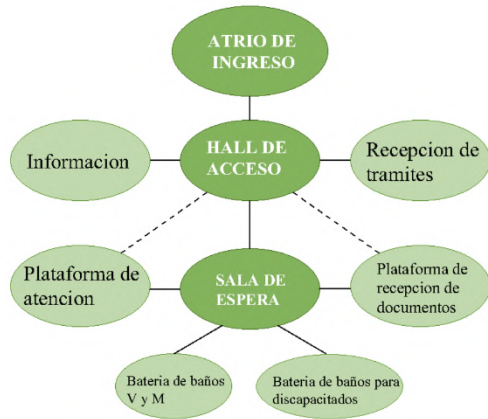 ATRIO DE
INGRESO
Informacion
HALL DE
ACCESO
Recepcion de
tramites
Plataforma de
atencion
SALA DE
ESPERA
Plataforma de
recepcion de
documentos
Bateria de baños
V y M
Bateria de baños para
discapacitados